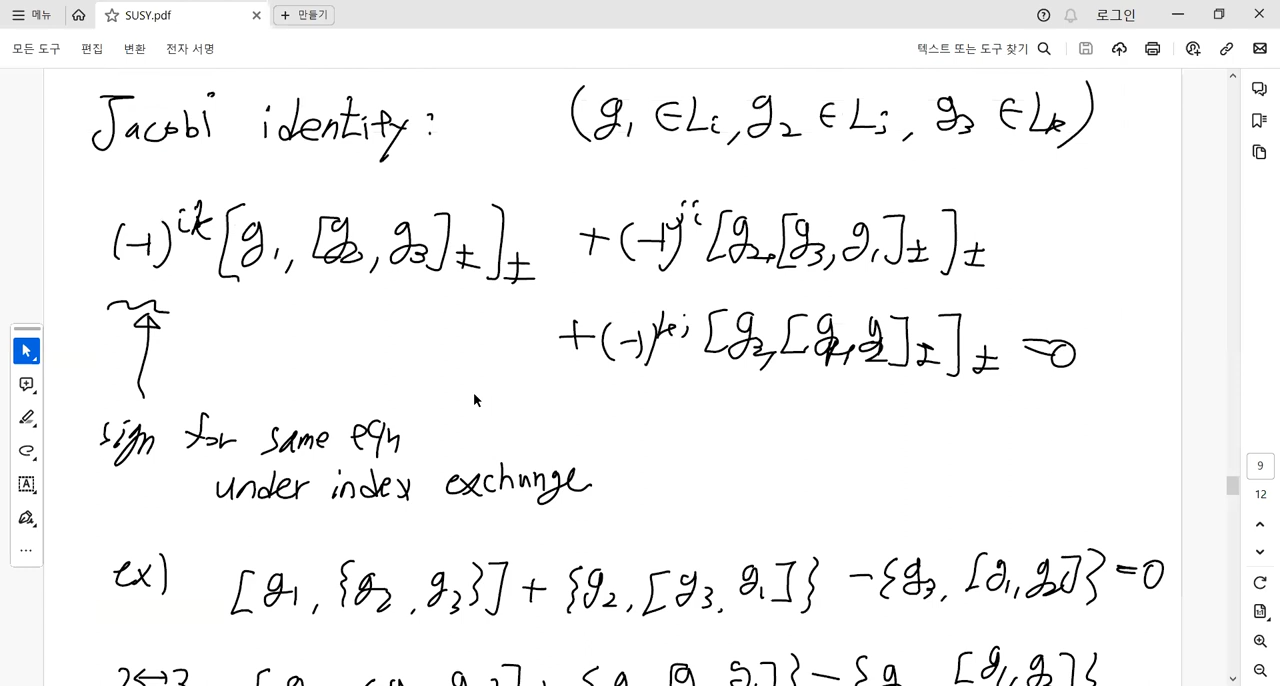 메뉴 SUSY.pdf 만들기 로그인
모든 도구 편집 변환 전자 서명 텍스트 또는 도구 찾기
Jacobi identity: (g₁ ∈ Lᵢ, g₂ ∈ Lⱼ, g₃ ∈ Lₖ)
(-1)^{ik} [g₁, [g₂, g₃]±]± + (-1)^{ji} [g₂, [g₃, g₁]±]±
+ (-1)^{kj} [g₃, [g₁, g₂]±]± = 0
sign for same eqn
under index exchange
9
12
ex) [g₁, {g₂, g₃}] + {g₂, [g₃, g₁]} - {g₃, [g₁, g₂]} = 0
2↔3